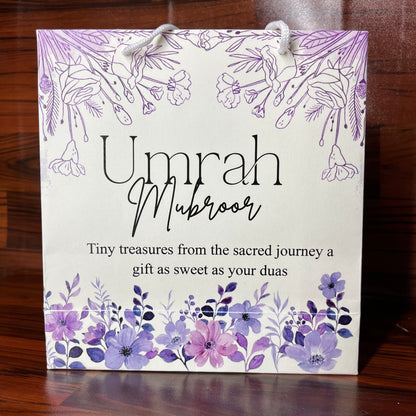 Umrah
Mubroor
Tiny treasures from the sacred journey a
gift as sweet as your duas